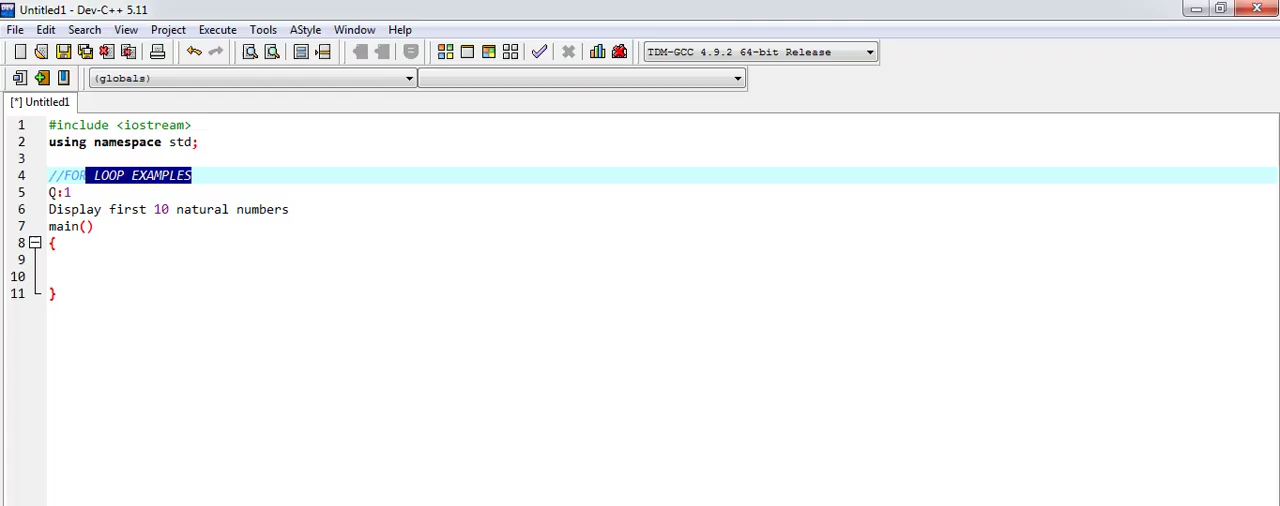 Untitled1 - Dev-C++ 5.11
File Edit Search View Project Execute Tools AStyle Window Help
TDM-GCC 4.9.2 64-bit Release
(globals)
[*] Untitled1
1 #include <iostream>
2 using namespace std;
3
4 //FOR LOOP EXAMPLES
5 Q:1
6 Display first 10 natural numbers
7 main()
8 {
9
10
11 }